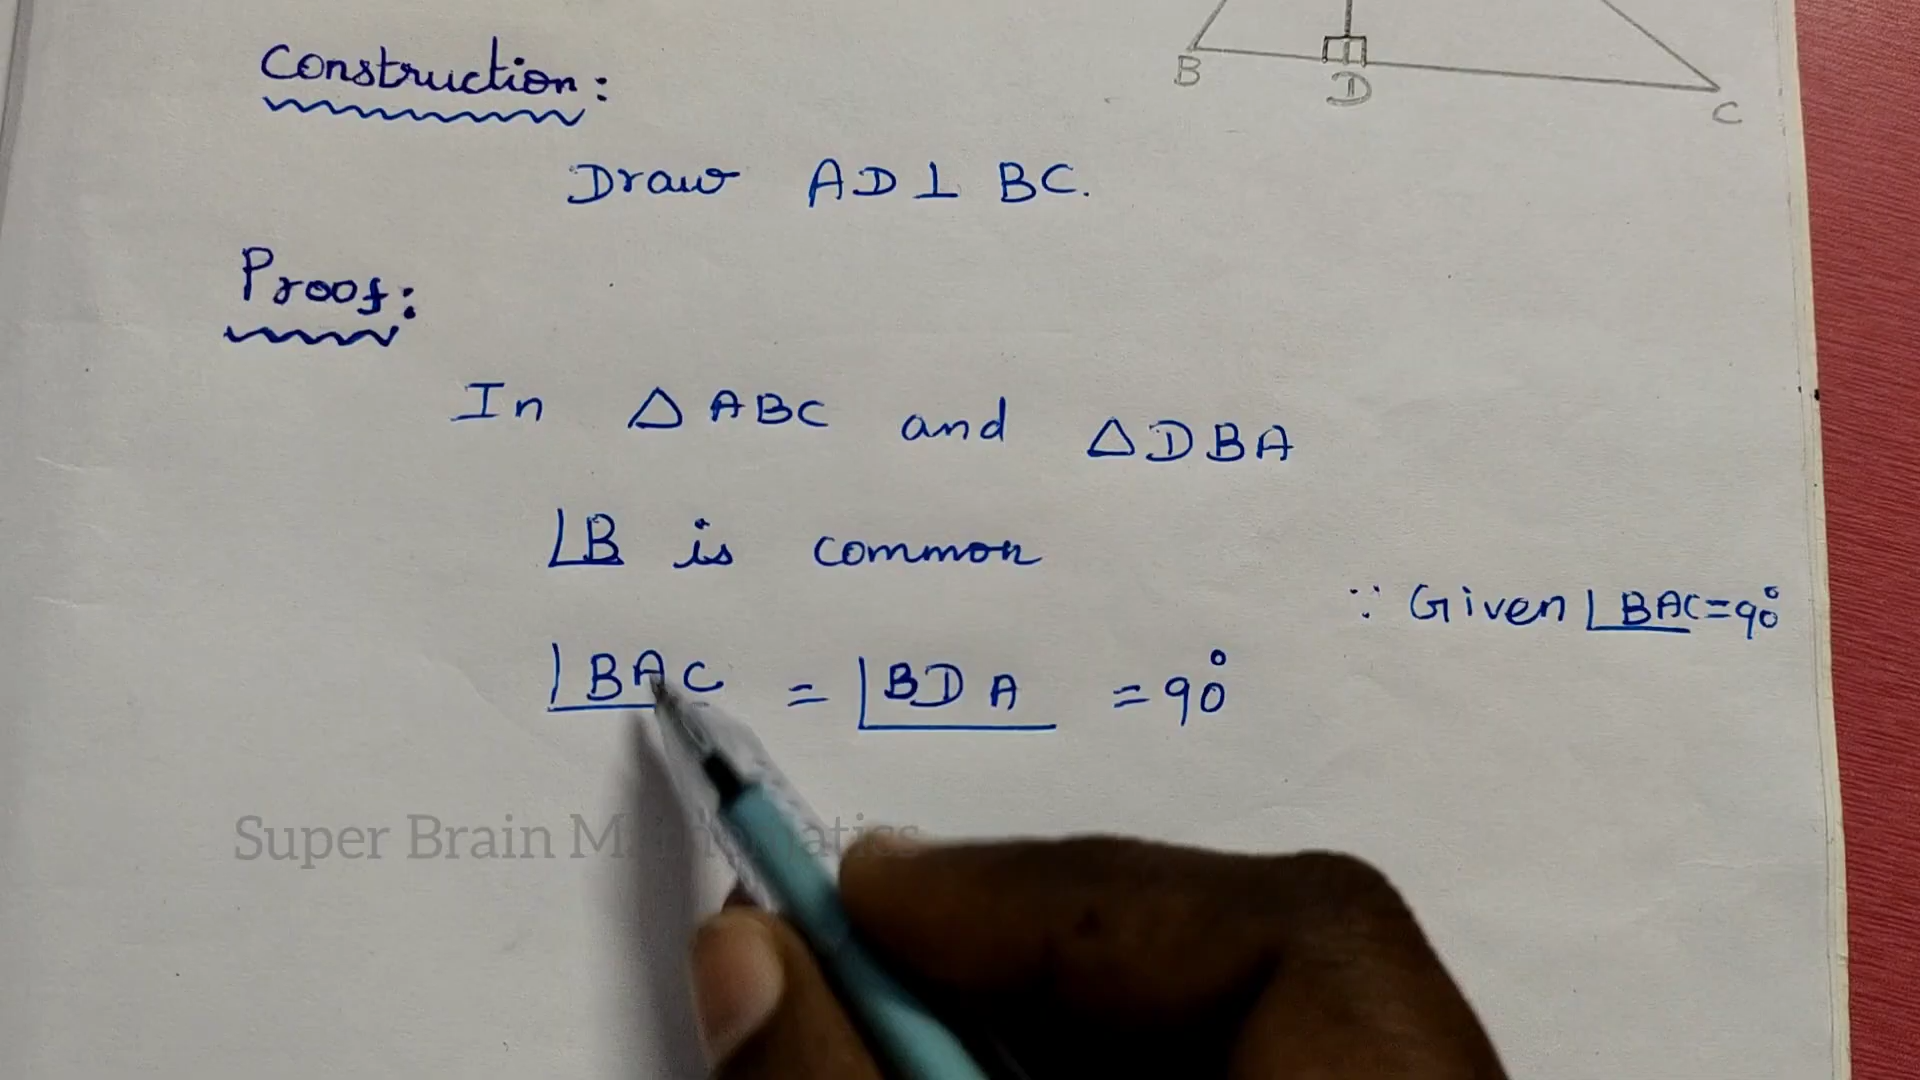 Construction:
B
D
C
Draw AD⊥ BC.
Proof:
In △ABC and △DBA
∠B is common
∵ Given ∠BAC=90°
∠BAC = ∠BDA = 90°
Super Brain Mathematics